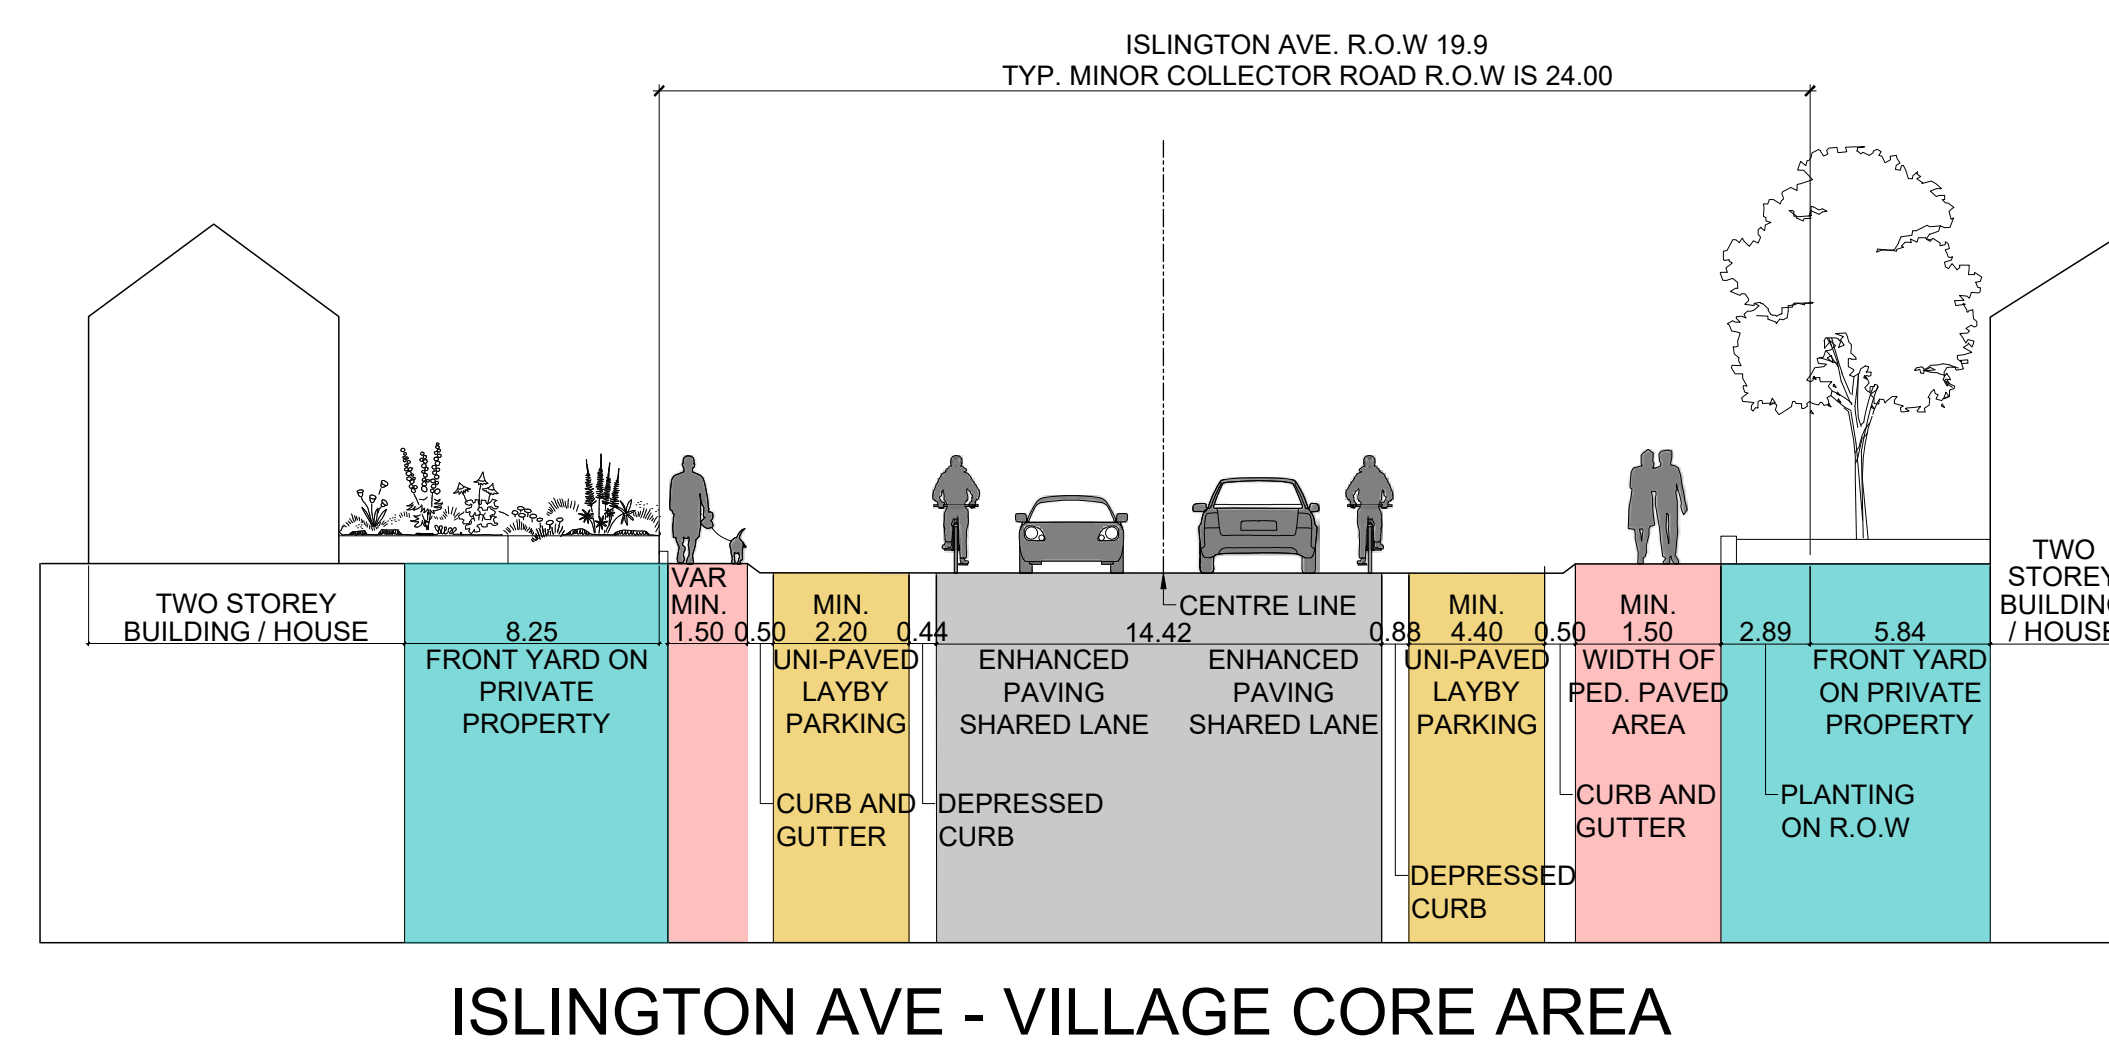 ISLINGTON AVE. R.O.W 19.9
TYP. MINOR COLLECTOR ROAD R.O.W IS 24.00
TWO STOREY
BUILDING / HOUSE
8.25
FRONT YARD ON
PRIVATE
PROPERTY
VAR
MIN.
1.50
0.50
MIN.
2.20
UNI-PAVED
LAYBY
PARKING
0.44
CENTRE LINE
14.42
ENHANCED
PAVING
SHARED LANE
ENHANCED
PAVING
SHARED LANE
0.88
MIN.
4.40
UNI-PAVED
LAYBY
PARKING
0.50
MIN.
1.50
WIDTH OF
PED. PAVED
AREA
2.89
5.84
FRONT YARD
ON PRIVATE
PROPERTY
TWO
STOREY
BUILDING
/ HOUSE
CURB AND
GUTTER
DEPRESSED
CURB
DEPRESSED
CURB
CURB AND
GUTTER
PLANTING
ON R.O.W
ISLINGTON AVE - VILLAGE CORE AREA